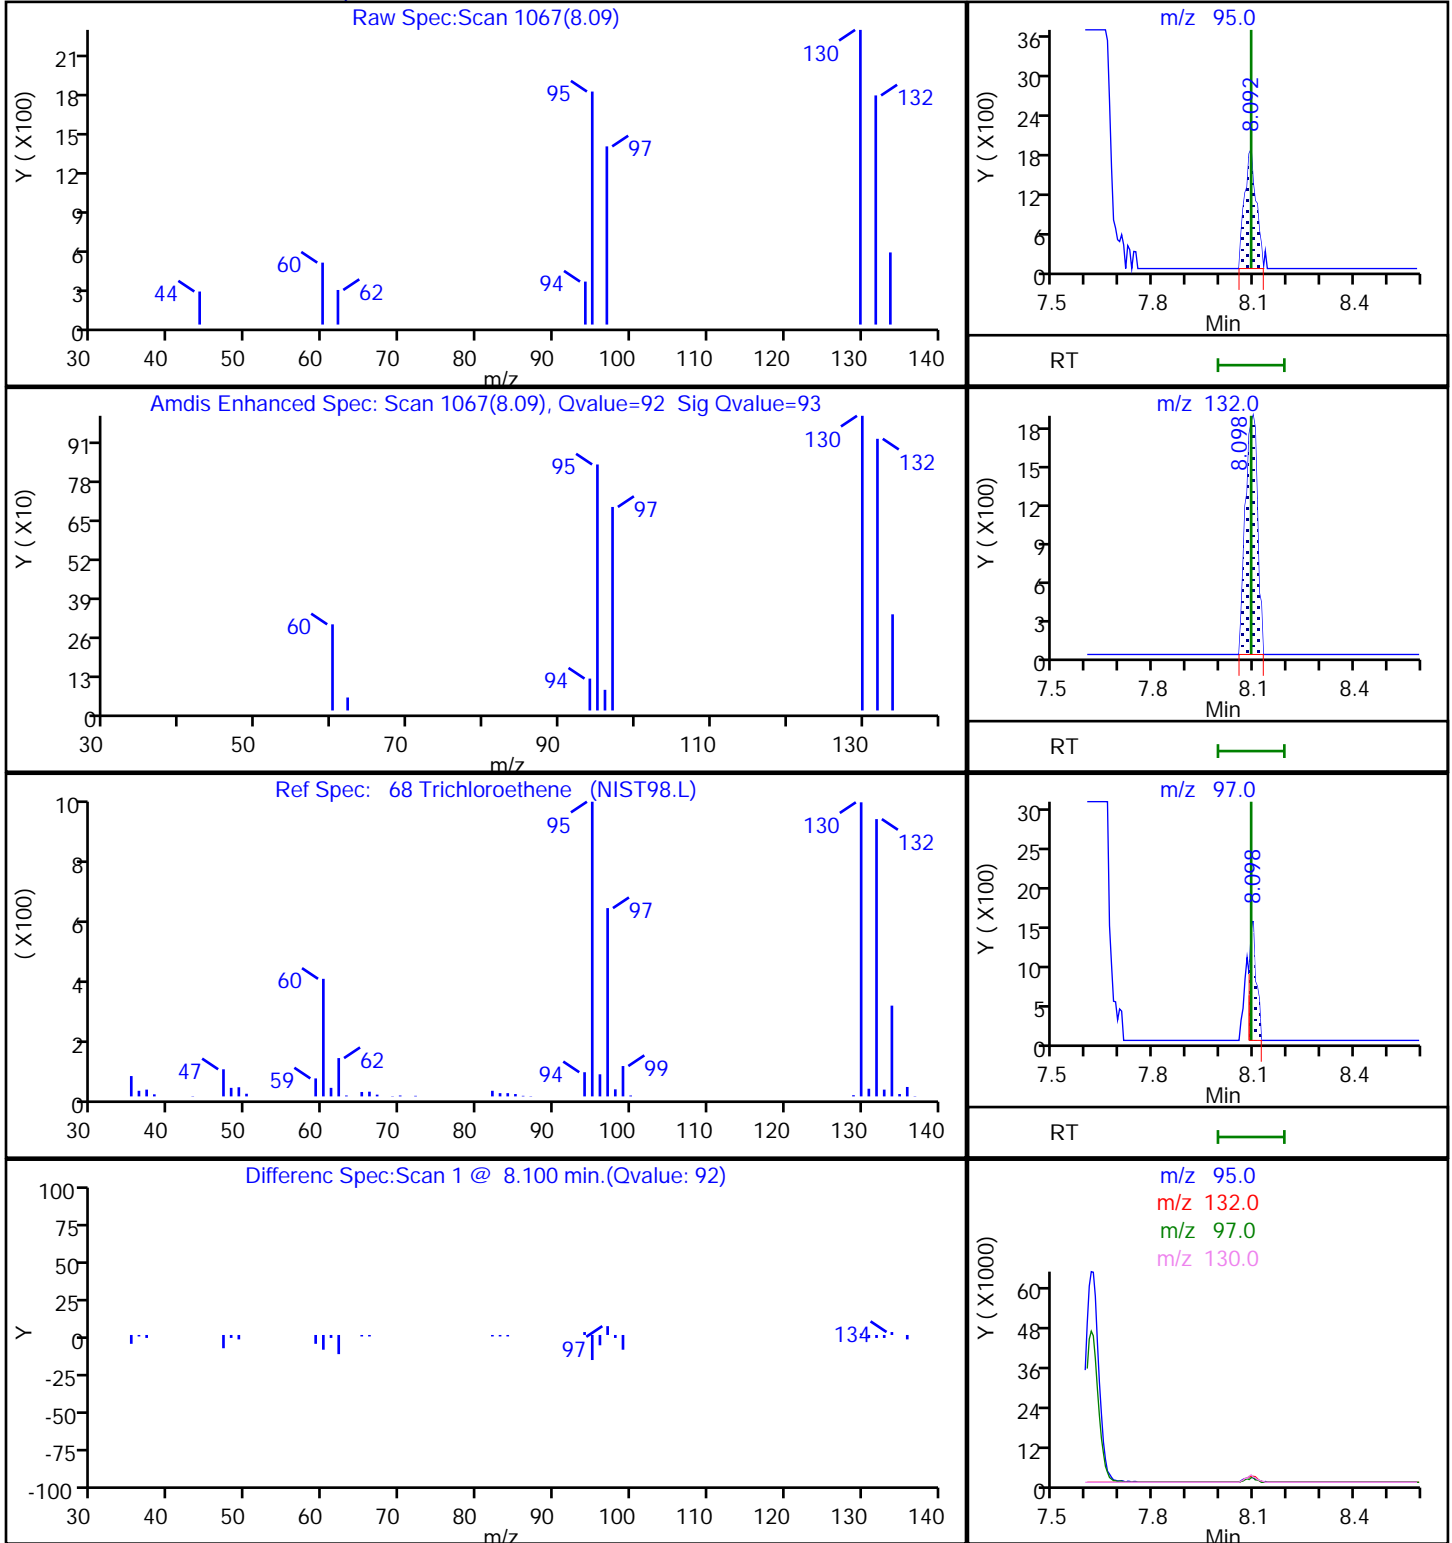 Raw Spec:Scan 1067(8.09)
Y ( X100)
21
18
15
12
9
6
3
0
44
60
62
94
95
97
130
132
30 40 50 60 70 80 90 100 110 120 130 140
m/z
m/z 95.0
Y ( X100)
36
30
24
18
12
6
0
8.092
7.5 7.8 8.1 8.4
Min
RT
Amdis Enhanced Spec: Scan 1067(8.09), Qvalue=92 Sig Qvalue=93
Y ( X10)
91
78
65
52
39
26
13
0
60
94
95
97
130
132
30 50 70 90 110 130
m/z
m/z 132.0
Y ( X100)
18
15
12
9
6
3
0
8.098
7.5 7.8 8.1 8.4
Min
RT
Ref Spec: 68 Trichloroethene (NIST98.L)
( X100)
10
8
6
4
2
0
47
59
60
62
94
95
97
99
130
132
30 40 50 60 70 80 90 100 110 120 130 140
m/z 97.0
Y ( X100)
30
25
20
15
10
5
0
8.098
7.5 7.8 8.1 8.4
Min
RT
Differenc Spec:Scan 1 @ 8.100 min.(Qvalue: 92)
Y
100
75
50
25
0
-25
-50
-75
-100
97
134
30 40 50 60 70 80 90 100 110 120 130 140
m/z
m/z 95.0
m/z 132.0
m/z 97.0
m/z 130.0
Y ( X1000)
60
48
36
24
12
0
7.5 7.8 8.1 8.4
Min